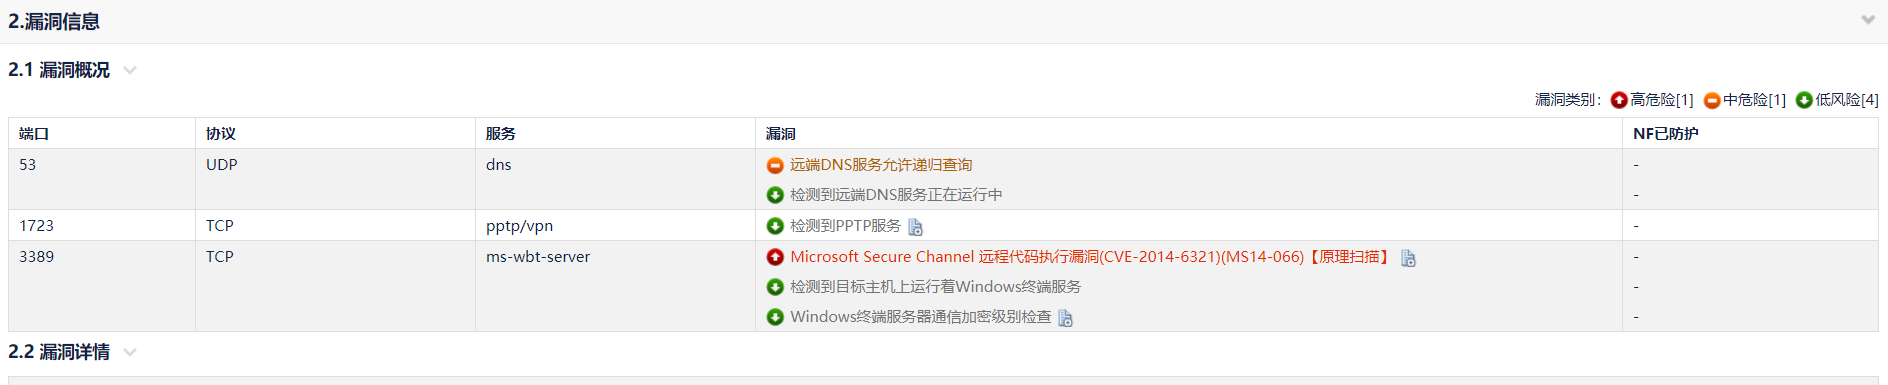 2.漏洞信息
2.1 漏洞概况
漏洞类别： 高危险[1] 中危险[1] 低风险[4]
端口 协议 服务 漏洞 NF已防护
53 UDP dns 远端DNS服务允许递归查询 -
检测到远端DNS服务正在运行中 -
1723 TCP pptp/vpn 检测到PPTP服务 -
3389 TCP ms-wbt-server Microsoft Secure Channel 远程代码执行漏洞(CVE-2014-6321)(MS14-066)【原理扫描】 -
检测到目标主机上运行着Windows终端服务 -
Windows终端服务器通信加密级别检查 -
2.2 漏洞详情